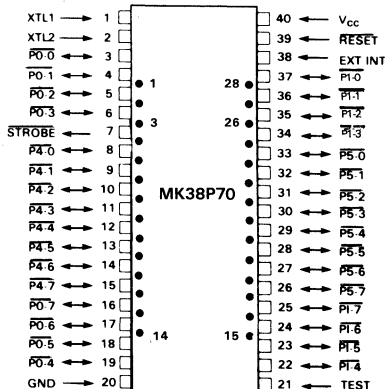 XTL1 1 40 VCC
XTL2 2 39 RESET
P0-0 3 38 EXT INT
P0-1 4 37 P1-0
P0-2 5 1 28 36 P1-1
P0-3 6 35 P1-2
STROBE 7 3 26 34 P1-3
P4-0 8 33 P5-0
P4-1 9 32 P5-1
P4-2 10 31 P5-2
MK38P70
P4-3 11 30 P5-3
P4-4 12 29 P5-4
P4-5 13 28 P5-5
P4-6 14 27 P5-6
P4-7 15 26 P5-7
P0-7 16 25 P1-7
P0-6 17 24 P1-6
P0-5 18 14 15 23 P1-5
P0-4 19 22 P1-4
GND 20 21 TEST